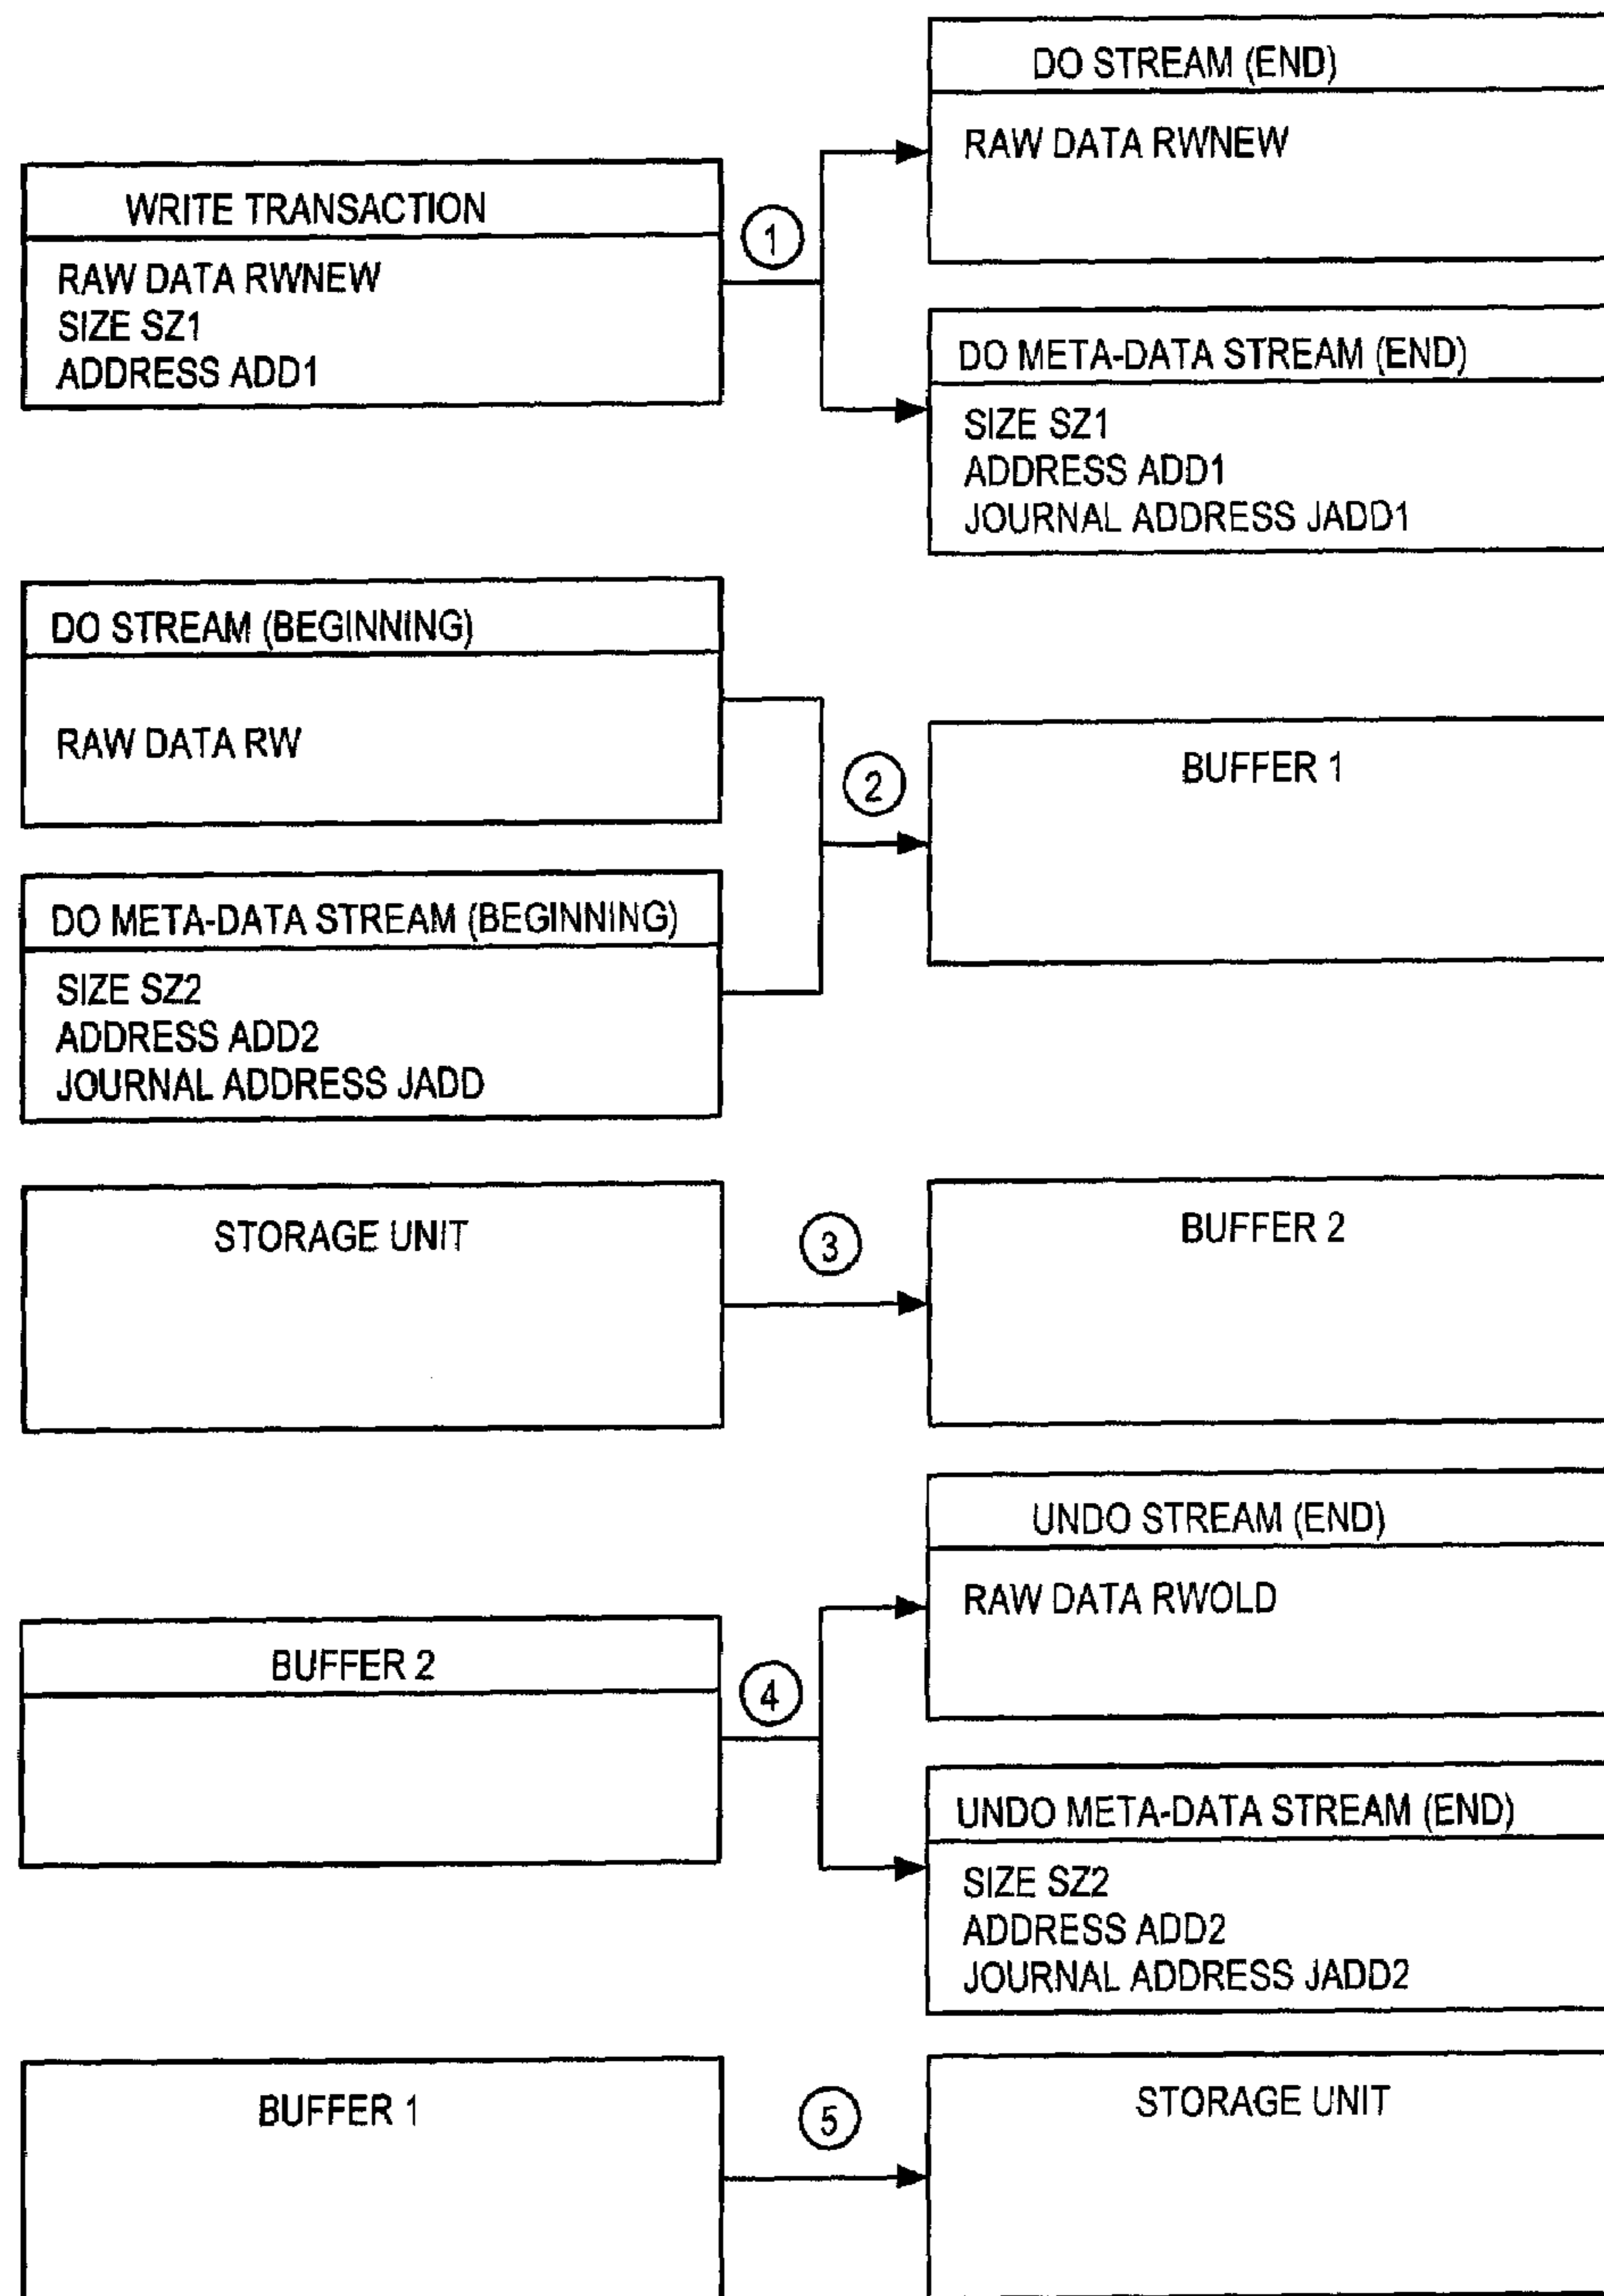 DO STREAM (END)
RAW DATA RWNEW
WRITE TRANSACTION
RAW DATA RWNEW
SIZE SZ1
ADDRESS ADD1
1
DO META-DATA STREAM (END)
SIZE SZ1
ADDRESS ADD1
JOURNAL ADDRESS JADD1
DO STREAM (BEGINNING)
RAW DATA RW
2
BUFFER 1
DO META-DATA STREAM (BEGINNING)
SIZE SZ2
ADDRESS ADD2
JOURNAL ADDRESS JADD
STORAGE UNIT
3
BUFFER 2
UNDO STREAM (END)
RAW DATA RWOLD
BUFFER 2
4
UNDO META-DATA STREAM (END)
SIZE SZ2
ADDRESS ADD2
JOURNAL ADDRESS JADD2
BUFFER 1
5
STORAGE UNIT